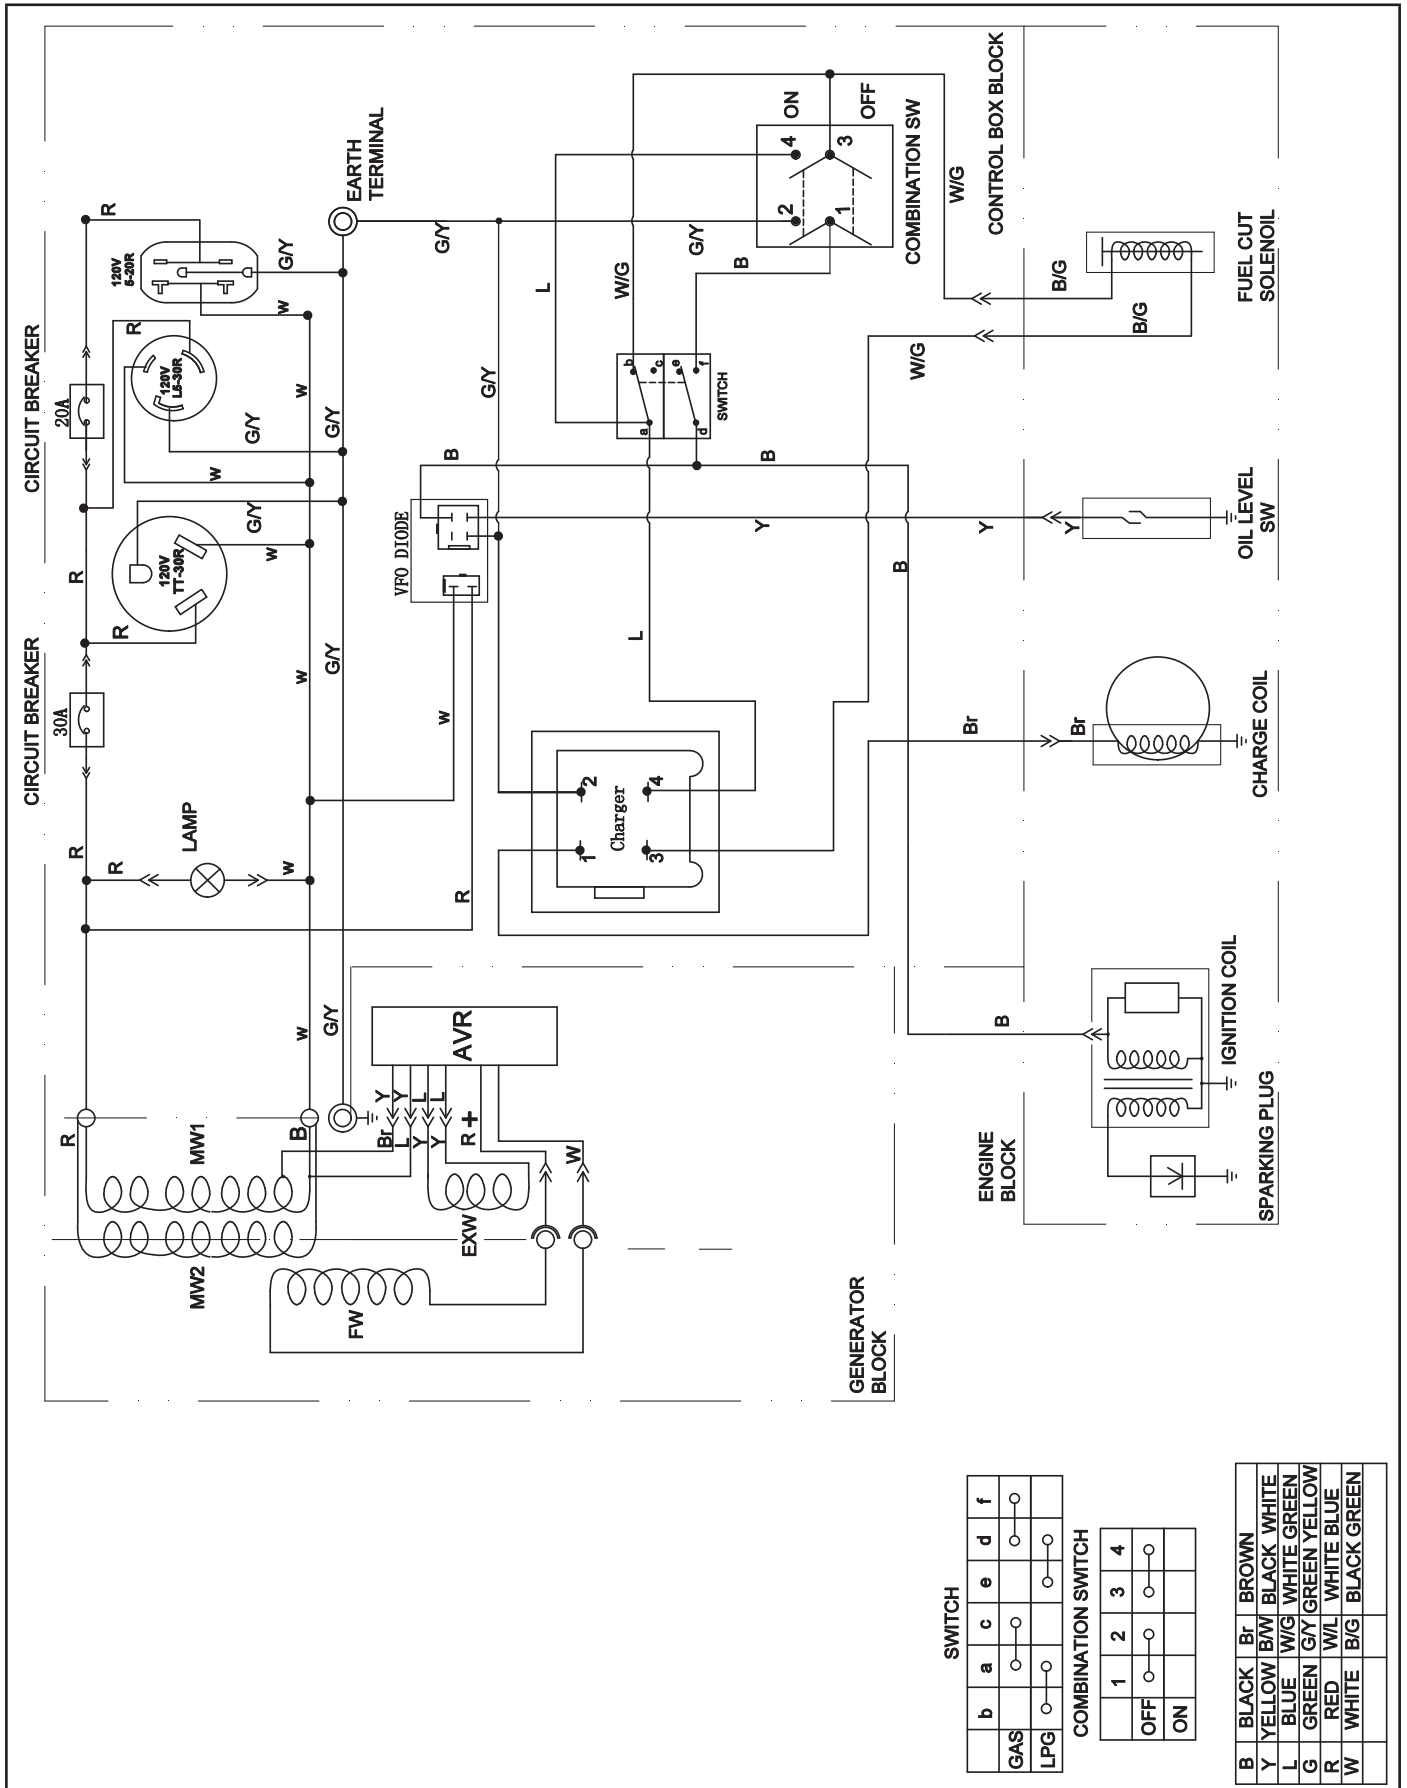 CIRCUIT BREAKER
30A
CIRCUIT BREAKER
20A
R
R
R
R
R
R
LAMP
R
W
120V
TT-30R
120V
L5-30R
120V
5-20R
W
W
W
W
W
W
G/Y
G/Y
G/Y
G/Y
G/Y
G/Y
EARTH
TERMINAL
G/Y
G/Y
G/Y
R
B
MW1
MW2
FW
EXW
AVR
Y
Y
L
L
Br
L
Y
Y
R
+
W
GENERATOR
BLOCK
VFO DIODE
W
R
B
B
B
Y
Y
Y
Charger
1
2
3
4
L
L
W/G
B
a
b
c
d
e
f
SWITCH
ON
OFF
1
2
3
4
COMBINATION SW
CONTROL BOX BLOCK
W/G
W/G
B/G
B/G
FUEL CUT
SOLENOIL
OIL LEVEL
SW
Br
Br
CHARGE COIL
B
IGNITION COIL
SPARKING PLUG
ENGINE
BLOCK
SWITCH
b a c e d f
GAS
LPG
COMBINATION SWITCH
1 2 3 4
OFF
ON
B BLACK Br BROWN
Y YELLOW B/W BLACK WHITE
L BLUE W/G WHITE GREEN
G GREEN G/Y GREEN YELLOW
R RED W/L WHITE BLUE
W WHITE B/G BLACK GREEN